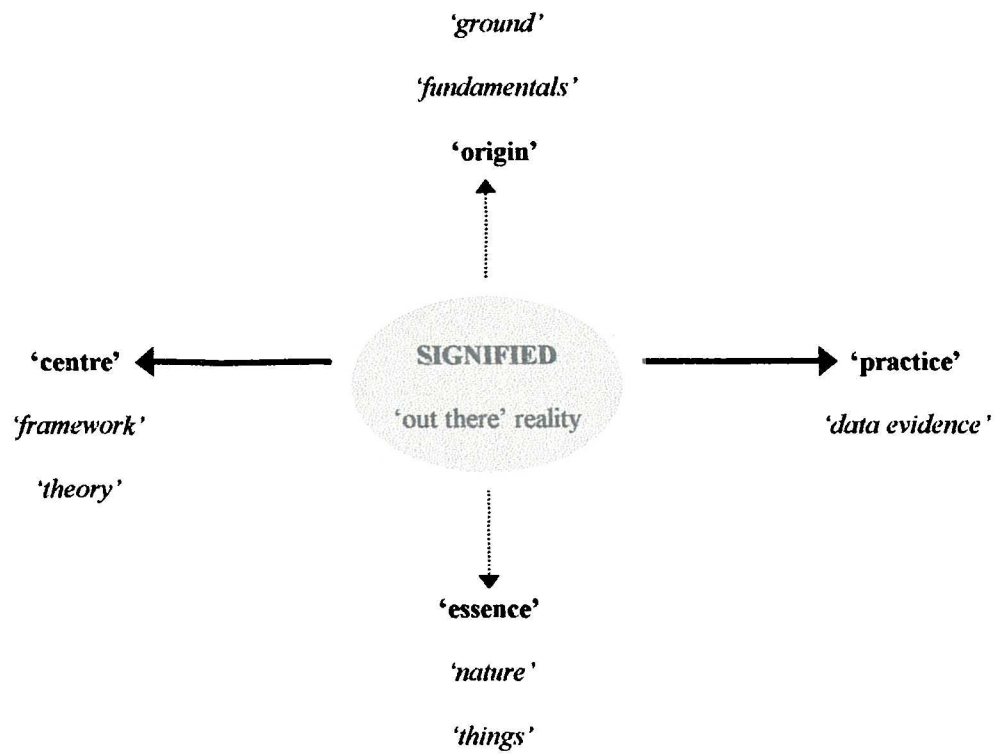 ‘ground’
‘fundamentals’
‘origin’
‘centre’
SIGNIFIED
‘practice’
‘framework’
‘out there’ reality
‘data evidence’
‘theory’
‘essence’
‘nature’
‘things’